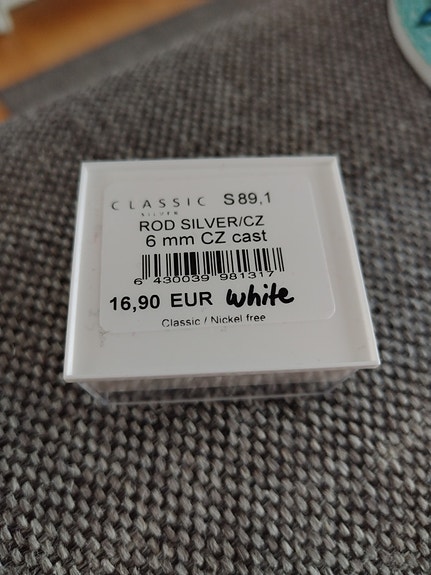 CLASSIC S89,1
SILVER
ROD SILVER/CZ
6 mm CZ cast
6 430039 981317
16,90 EUR white
Classic / Nickel free